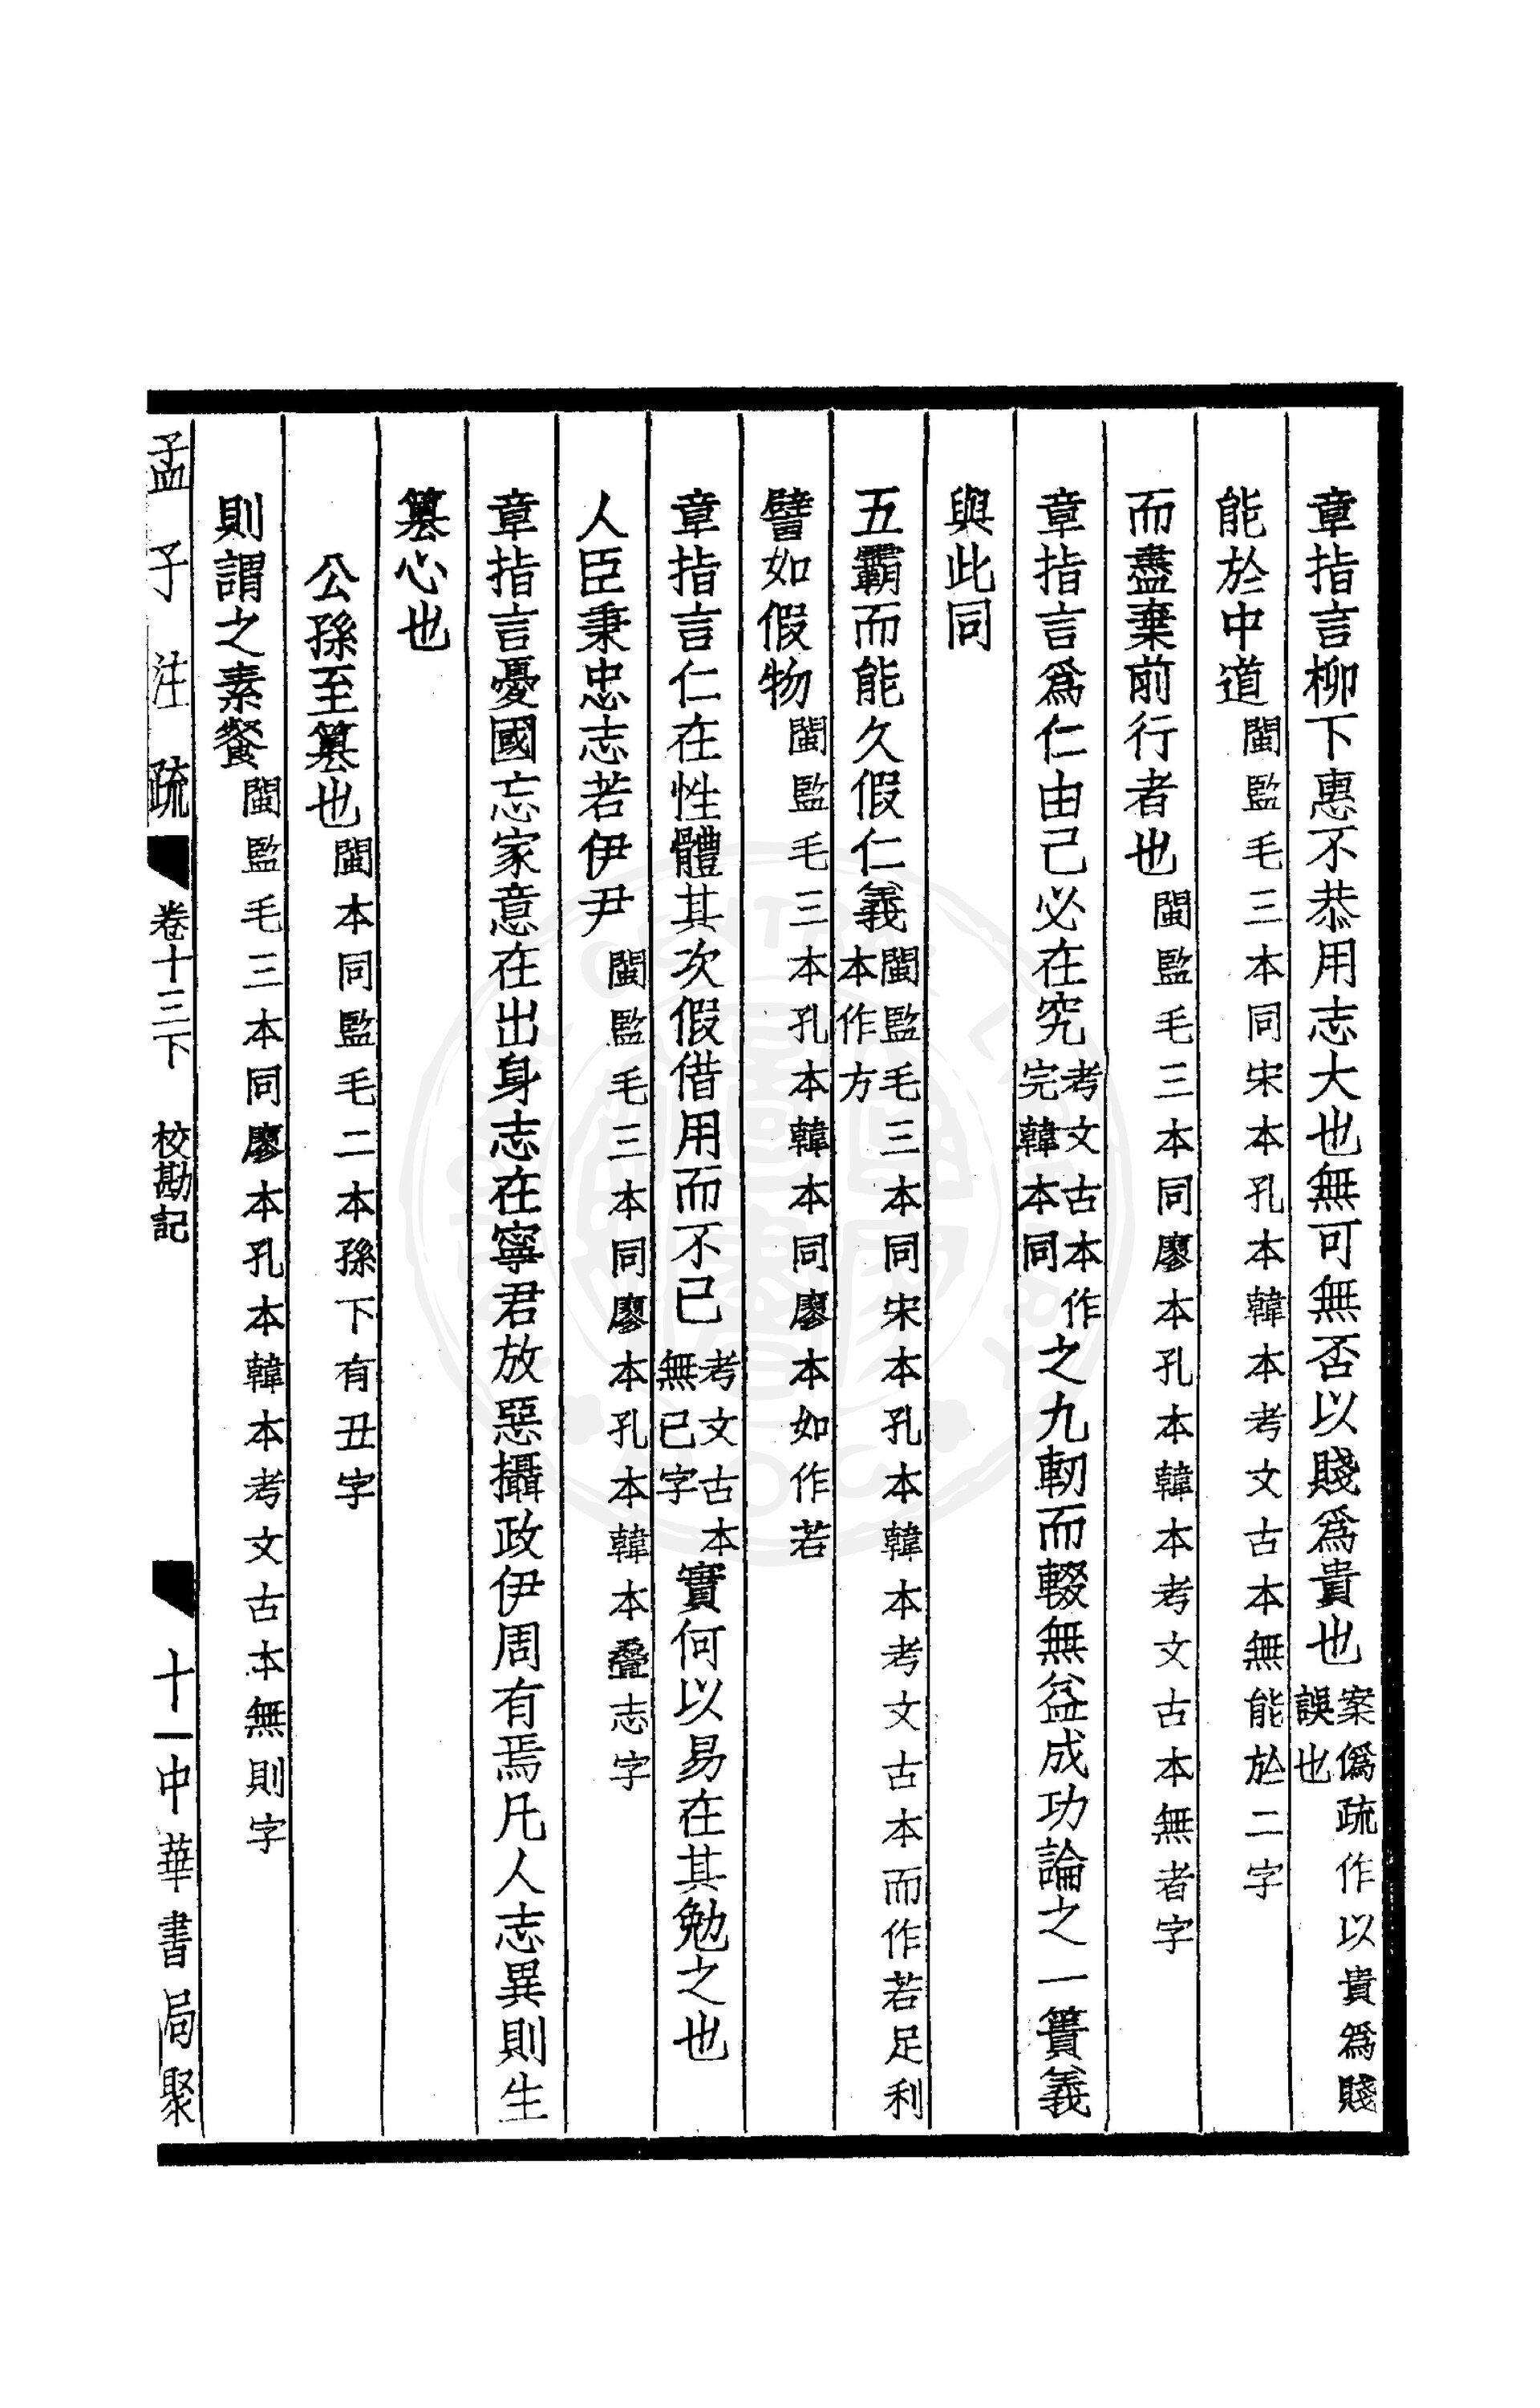 章指言柳下惠不恭用志大也無可無否以賤爲貴也案僞疏作以貴爲賤誤也
能於中道閩監毛三本同宋本孔本韓本考文古本無能於二字
而盡棄前行者也閩監毛三本同廖本孔本韓本考文古本無者字
章指言爲仁由己必在究考文古本作完韓本同之九軔而輟無益成功論之一簣義
與此同
五霸而能久假仁義閩監毛三本同宋本孔本韓本考文古本而作若足利本作方
譬如假物閩監毛三本孔本韓本同廖本如作若
章指言仁在性體其次假借用而不已考文古本無已字實何以易在其勉之也
人臣秉忠志若伊尹閩監毛三本同廖本孔本韓本疊志字
章指言憂國忘家意在出身志在寧君放惡攝政伊周有焉凡人志異則生
篡心也
公孫至篡也閩本同監毛二本孫下有丑字
則謂之素餐閩監毛三本同廖本孔本韓本考文古本無則字
孟子注疏 卷十三下 校勘記 十一中華書局聚